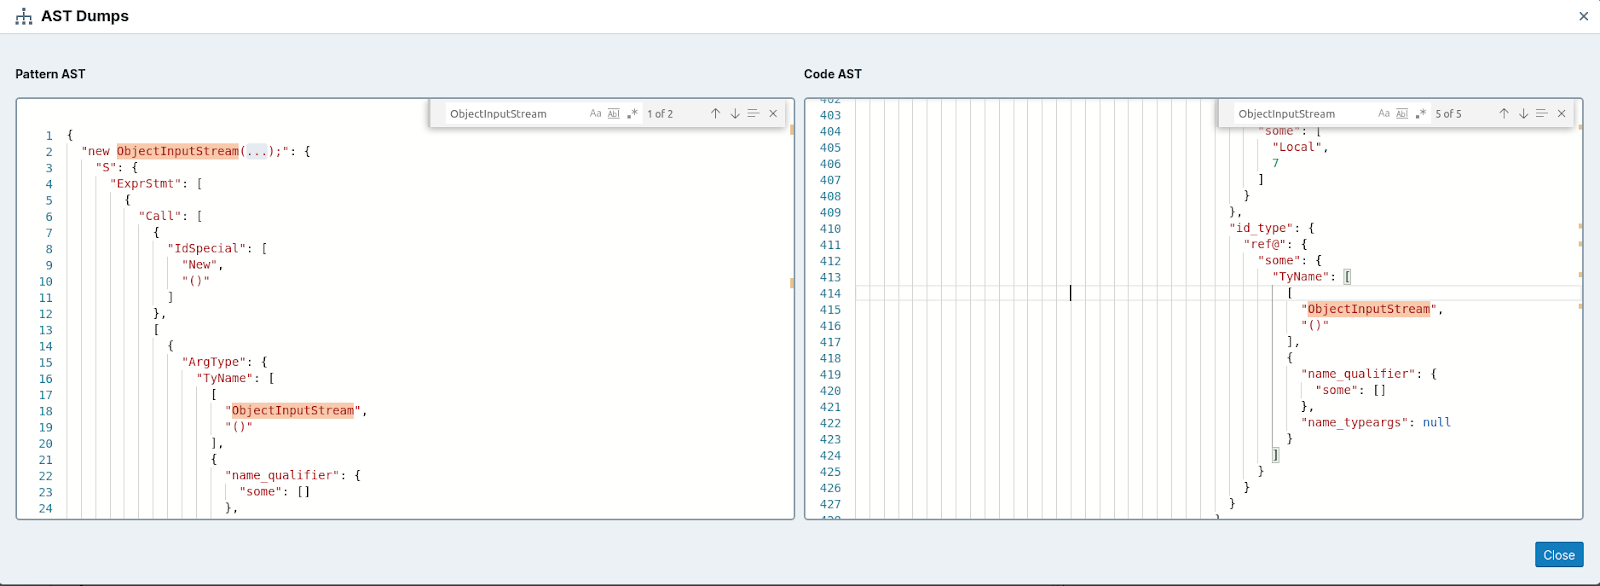 AST Dumps
Pattern AST
ObjectInputStream Aa Ab| .* 1 of 2
1 {
2 "new ObjectInputStream(...);": {
3 "S": {
4 "ExprStmt": [
5 {
6 "Call": [
7 {
8 "IdSpecial": [
9 "New",
10 "()"
11 ]
12 },
13 [
14 {
15 "ArgType": {
16 "TyName": [
17 [
18 "ObjectInputStream",
19 "()"
20 ],
21 {
22 "name_qualifier": {
23 "some": []
24 },
Code AST
ObjectInputStream Aa Ab| .* 5 of 5
402
403
404 "some": [
405 "Local",
406 7
407 ]
408 }
409 },
410 "id_type": {
411 "ref@": {
412 "some": {
413 "TyName": [
414 [
415 "ObjectInputStream",
416 "()"
417 ],
418 {
419 "name_qualifier": {
420 "some": []
421 },
422 "name_typeargs": null
423 }
424 ]
425 }
426 }
427 }
428 }
Close